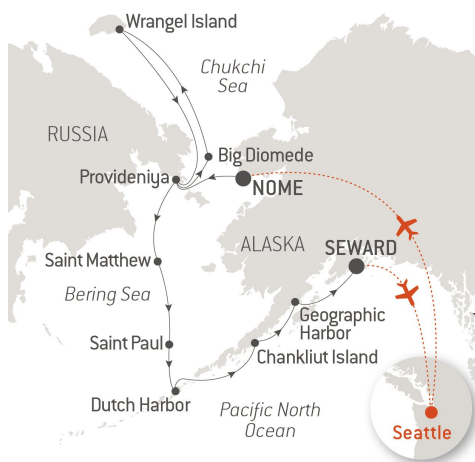 Wrangel Island
Chukchi
Sea
RUSSIA
Big Diomede
Provideniya
NOME
ALASKA
SEWARD
Saint Matthew
Bering Sea
Geographic
Harbor
Saint Paul
Chankliut Island
Dutch Harbor
Pacific North
Ocean
Seattle